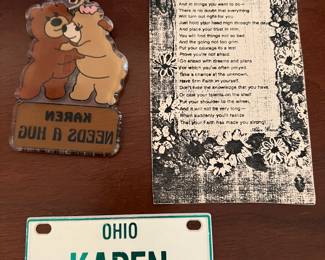 KAREN
NEEDS A HUG
And in things you want to do—
There is no doubt that everything
Will turn out right for you.
Just hold your head high through the day
And place your trust in Him,
You will find things not so bad
And the going not too grim.
Put your courage to a test
Prove you're not afraid
Go ahead with dreams and plans
For which you've often prayed.
Take a chance at the unknown,
Have firm Faith in yourself,
Don't hide the knowledge that you have,
Or cast your talents on the shelf
Put your shoulder to the wheel,
And it will not be very long—
When suddenly you'll realize
That your Faith has made you strong!
OHIO
KAREN